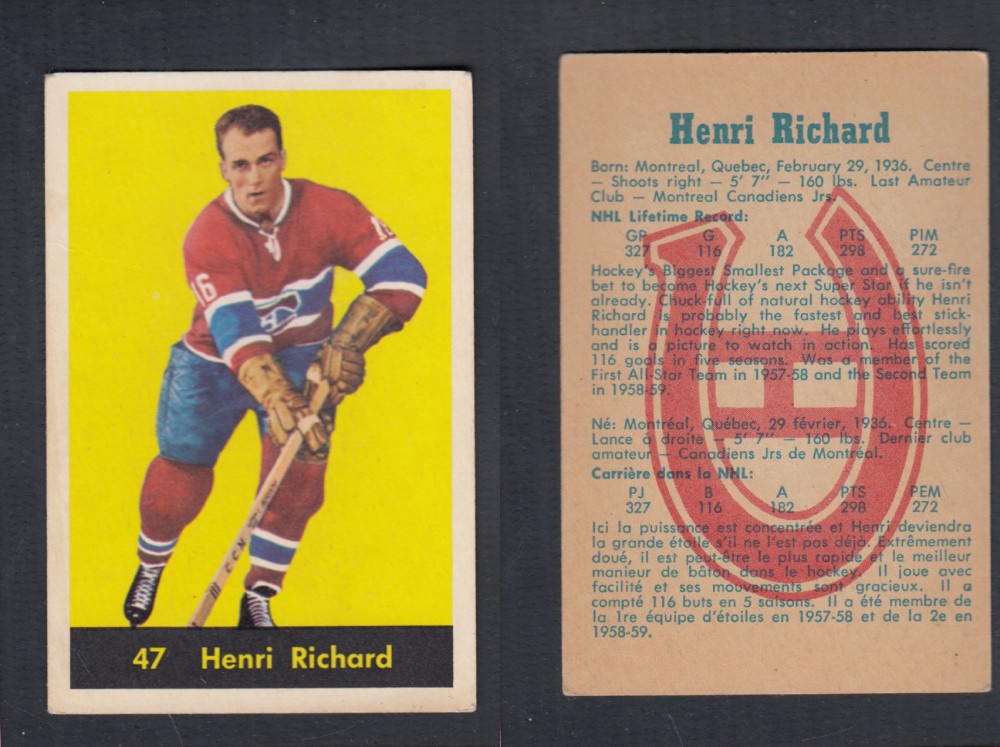 16
16
CCM
47 Henri Richard
Henri Richard
Born: Montreal, Quebec, February 29, 1936. Centre
— Shoots right — 5' 7" — 160 lbs. Last Amateur
Club — Montreal Canadiens Jrs.
NHL Lifetime Record:
GP G A PTS PIM
327 116 182 298 272
Hockey's Biggest Smallest Package and a sure-fire
bet to become Hockey's next Super Star if he isn't
already. Chuck-full of natural hockey ability Henri
Richard is probably the fastest and best stick-
handler in hockey right now. He plays effortlessly
and is a picture to watch in action. Has scored
116 goals in five seasons. Was a member of the
First All-Star Team in 1957-58 and the Second Team
in 1958-59.
Né: Montréal, Québec, 29 février, 1936. Centre —
Lance à droite — 5' 7" — 160 lbs. Dernier club
amateur — Canadiens Jrs de Montréal.
Carrière dans la NHL:
PJ B A PTS PEM
327 116 182 298 272
Ici la puissance est concentrée et Henri deviendra
la grande étoile s'il ne l'est pas déjà. Extrêmement
doué, il est peut-être le plus rapide et le meilleur
manieur de bâton dans le hockey. Il joue avec
facilité et ses mouvements sont gracieux. Il a
compté 116 buts en 5 saisons. Il a été membre de
la 1re équipe d'étoiles en 1957-58 et de la 2e en
1958-59.